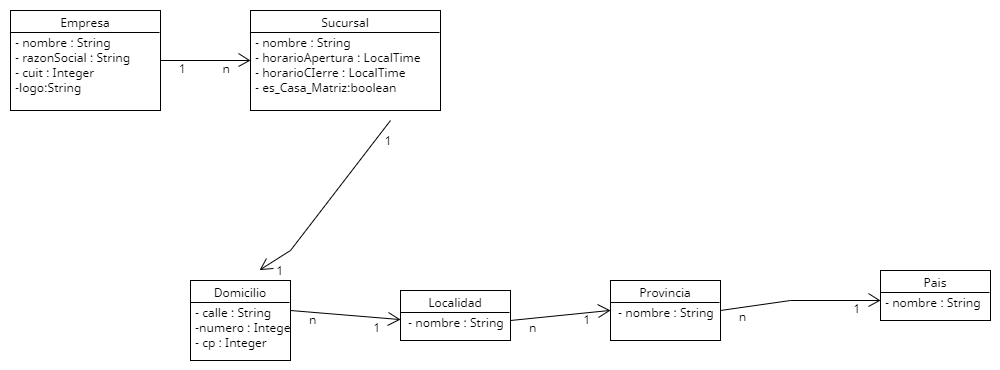 Empresa
- nombre : String
- razonSocial : String
- cuit : Integer
-logo:String
1
n
Sucursal
- nombre : String
- horarioApertura : LocalTime
- horarioCIerre : LocalTime
- es_Casa_Matriz:boolean
1
1
Domicilio
- calle : String
-numero : Intege
- cp : Integer
n
1
Localidad
- nombre : String
n
1
Provincia
- nombre : String
n
1
Pais
- nombre : String